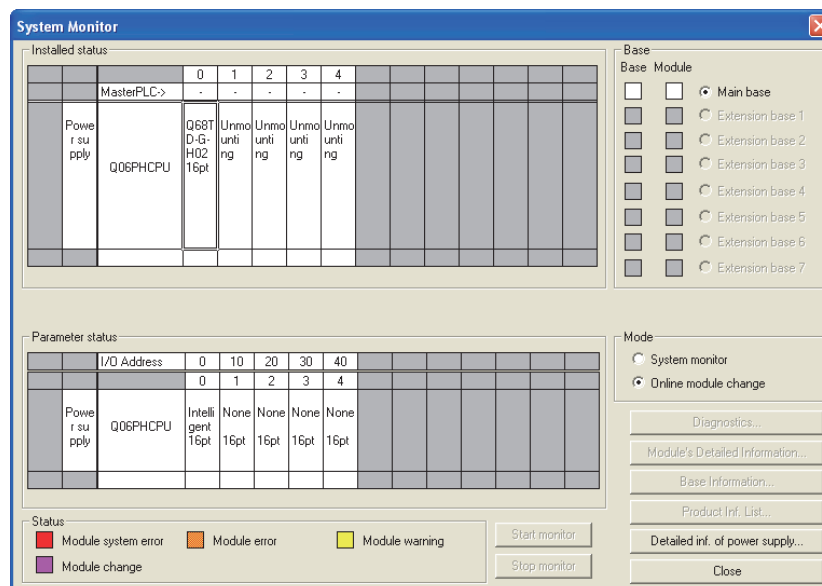 System Monitor
Installed status
0 1 2 3 4
MasterPLC-> - - - - -
Powe
r su
pply
Q06PHCPU
Q68T
D-G-
H02
16pt
Unmo
unti
ng
Unmo
unti
ng
Unmo
unti
ng
Unmo
unti
ng
Base
Base Module
Main base
Extension base 1
Extension base 2
Extension base 3
Extension base 4
Extension base 5
Extension base 6
Extension base 7
Parameter status
I/O Address 0 10 20 30 40
0 1 2 3 4
Powe
r su
pply
Q06PHCPU
Intelli
gent
16pt
None
16pt
None
16pt
None
16pt
None
16pt
Mode
System monitor
Online module change
Diagnostics...
Module's Detailed Information...
Base Information...
Product Inf. List...
Detailed inf. of power supply...
Close
Status
Module system error
Module error
Module warning
Module change
Start monitor
Stop monitor